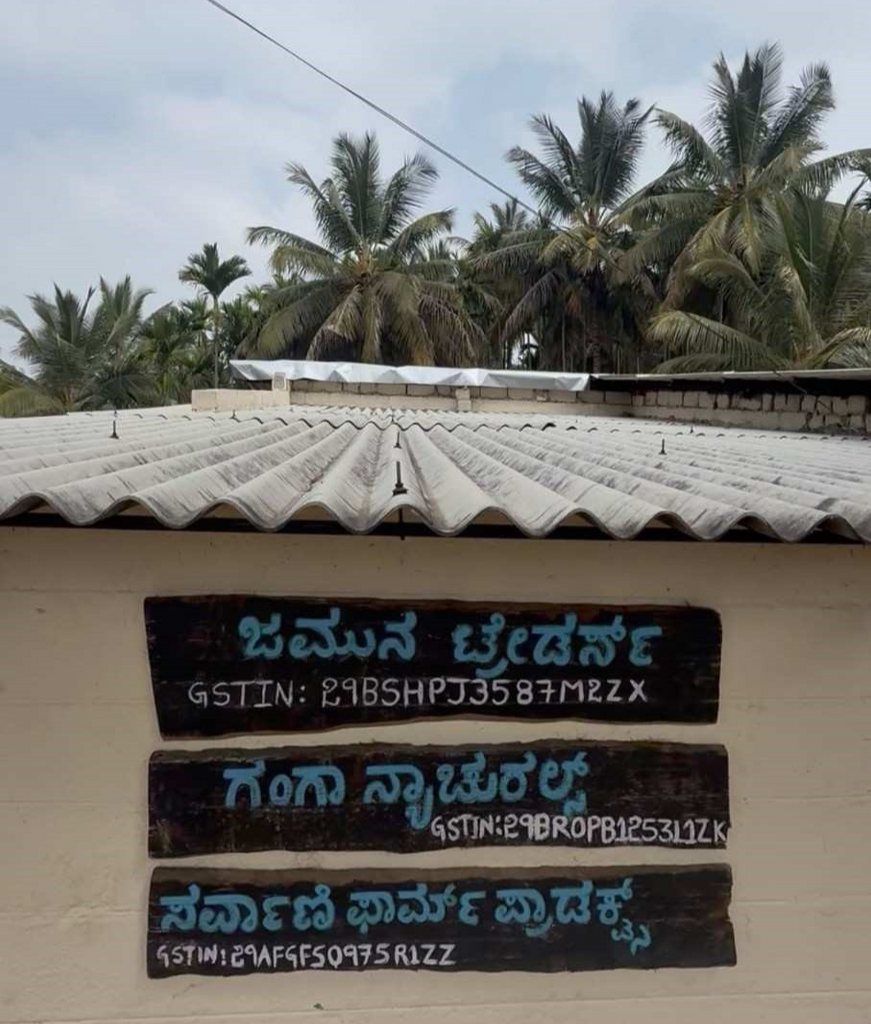 ಜಮುನ ಟ್ರೇಡರ್ಸ್
GSTIN: 29BSHPJ3587M2ZX
ಗಂಗಾ ನ್ಯಾಚುರಲ್ಸ್
GSTIN:29BROPB1253L1ZK
ಸರ್ವಾಣಿ ಫಾರ್ಮ್ ಪ್ರಾಡಕ್ಟ್ಸ್
GSTIN:29AFGFS0975R1ZZ